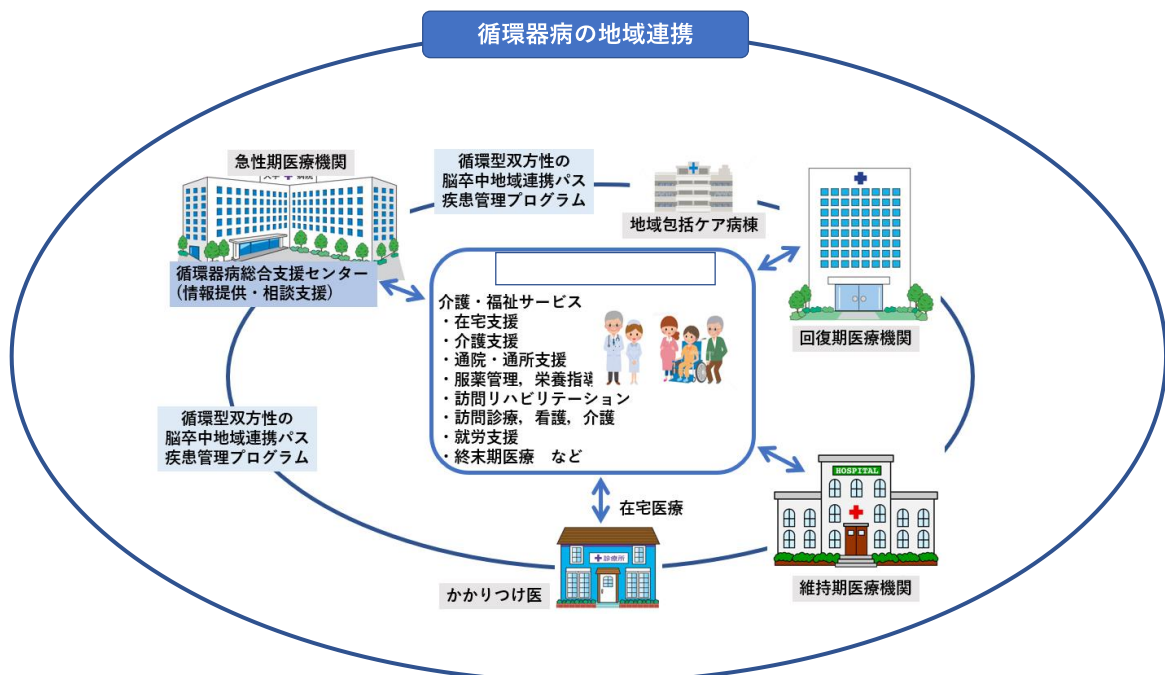 循環器病の地域連携
急性期医療機関
循環型双方性の
脳卒中地域連携パス
疾患管理プログラム
地域包括ケア病棟
循環器病総合支援センター
(情報提供・相談支援)
回復期医療機関
介護・福祉サービス
・在宅支援
・介護支援
・通院・通所支援
・服薬管理，栄養指導
・訪問リハビリテーション
・訪問診療，看護，介護
・就労支援
・終末期医療　など
循環型双方性の
脳卒中地域連携パス
疾患管理プログラム
HOSPITAL
在宅医療
診療所
かかりつけ医
維持期医療機関